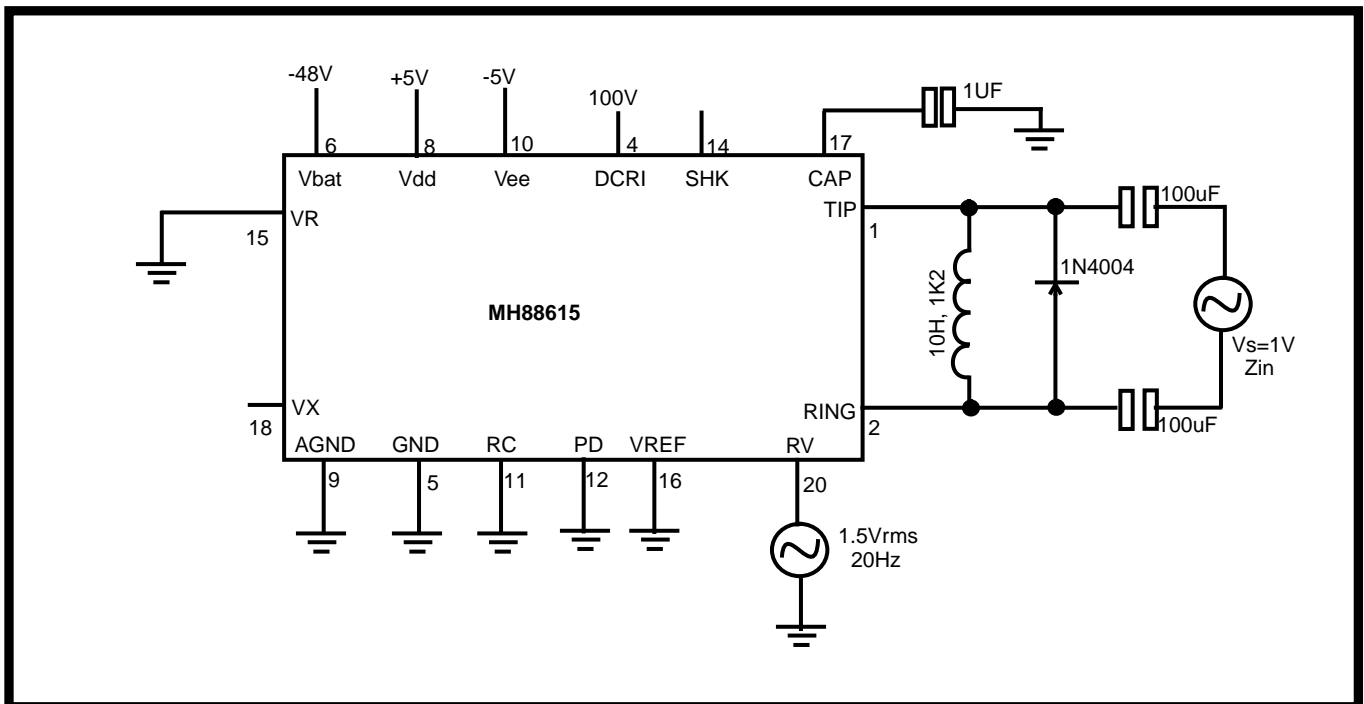 -48V
+5V
-5V
100V
1UF
6
8
10
4
14
17
Vbat
Vdd
Vee
DCRI
SHK
CAP
100uF
VR
TIP
15
1
1N4004
10H, 1K2
MH88615
Vs=1V
Zin
VX
RING
18
2
100uF
AGND
GND
RC
PD
VREF
RV
9
5
11
12
16
20
1.5Vrms
20Hz